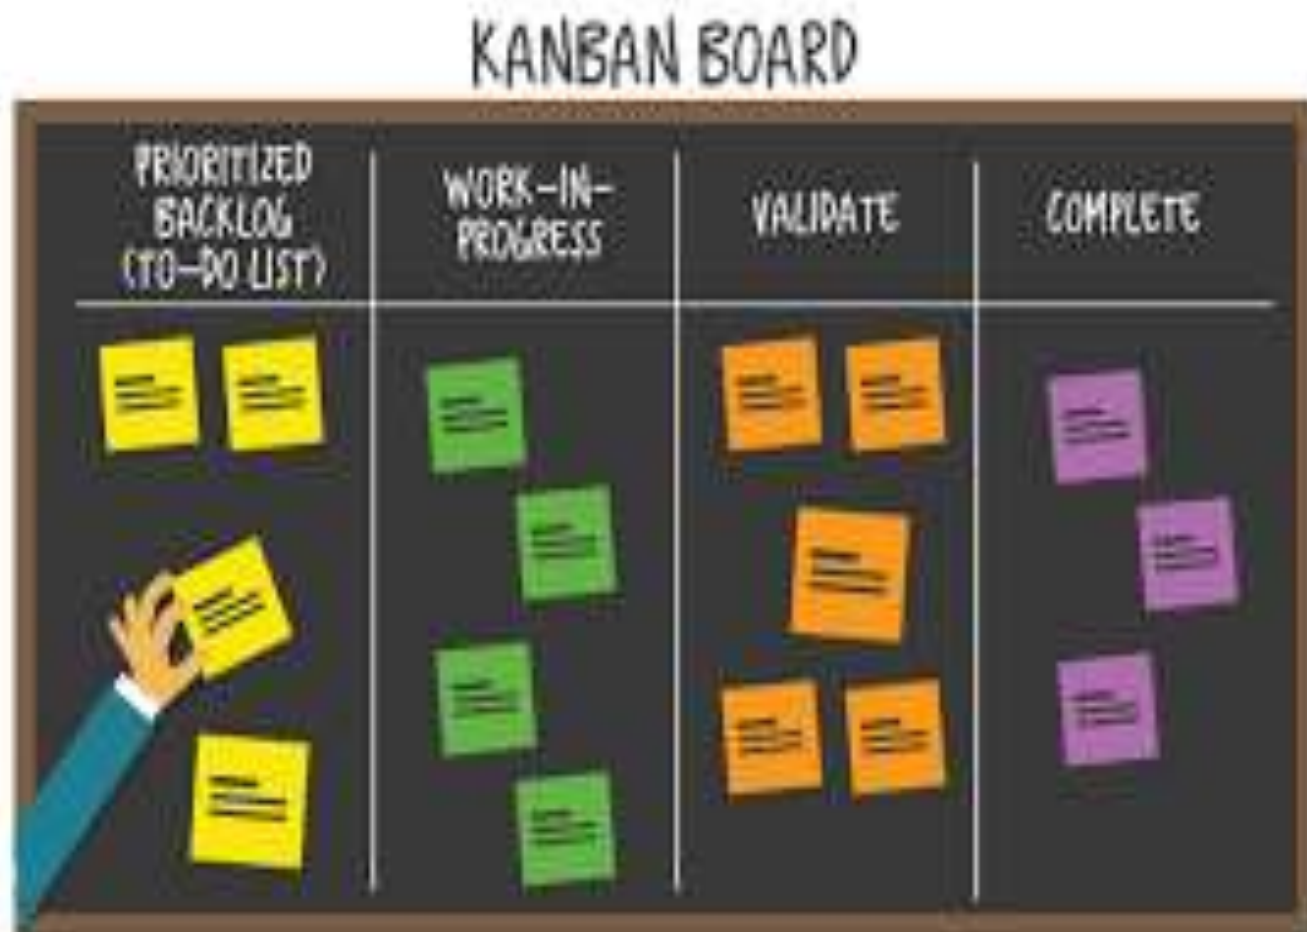 KANBAN BOARD
PRIORITIZED
BACKLOG
(TO-DO LIST)
WORK-IN-
PROGRESS
VALIDATE
COMPLETE